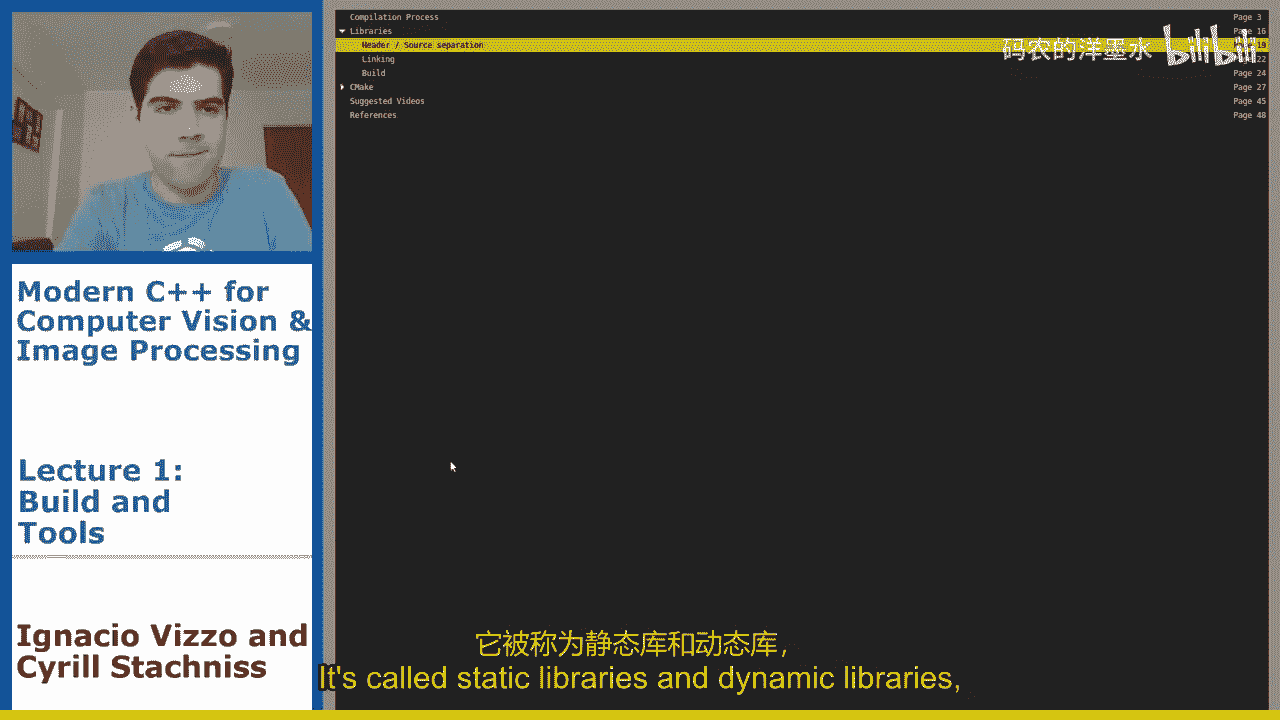 Compilation Process Page 3
Libraries Page 16
Header / Source separation 19
Linking 22
Build Page 24
CMake Page 27
Suggested Videos Page 45
References Page 48
码农的洋墨水 bilibili
Modern C++ for
Computer Vision &
Image Processing
Lecture 1:
Build and
Tools
Ignacio Vizzo and
Cyrill Stachniss
它被称为静态库和动态库，
It's called static libraries and dynamic libraries,